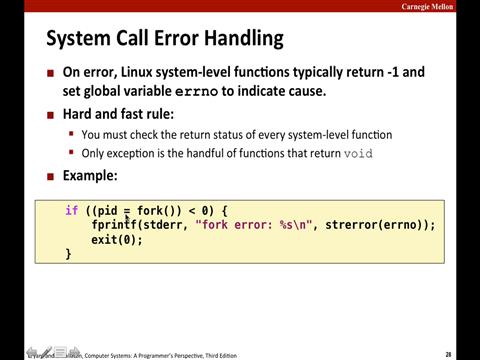 Carnegie Mellon
System Call Error Handling
On error, Linux system-level functions typically return -1 and
set global variable errno to indicate cause.
Hard and fast rule:
You must check the return status of every system-level function
Only exception is the handful of functions that return void
Example:
if ((pid = fork()) < 0) {
fprintf(stderr, "fork error: %s\n", strerror(errno));
exit(0);
}
Computer Systems: A Programmer's Perspective, Third Edition
28